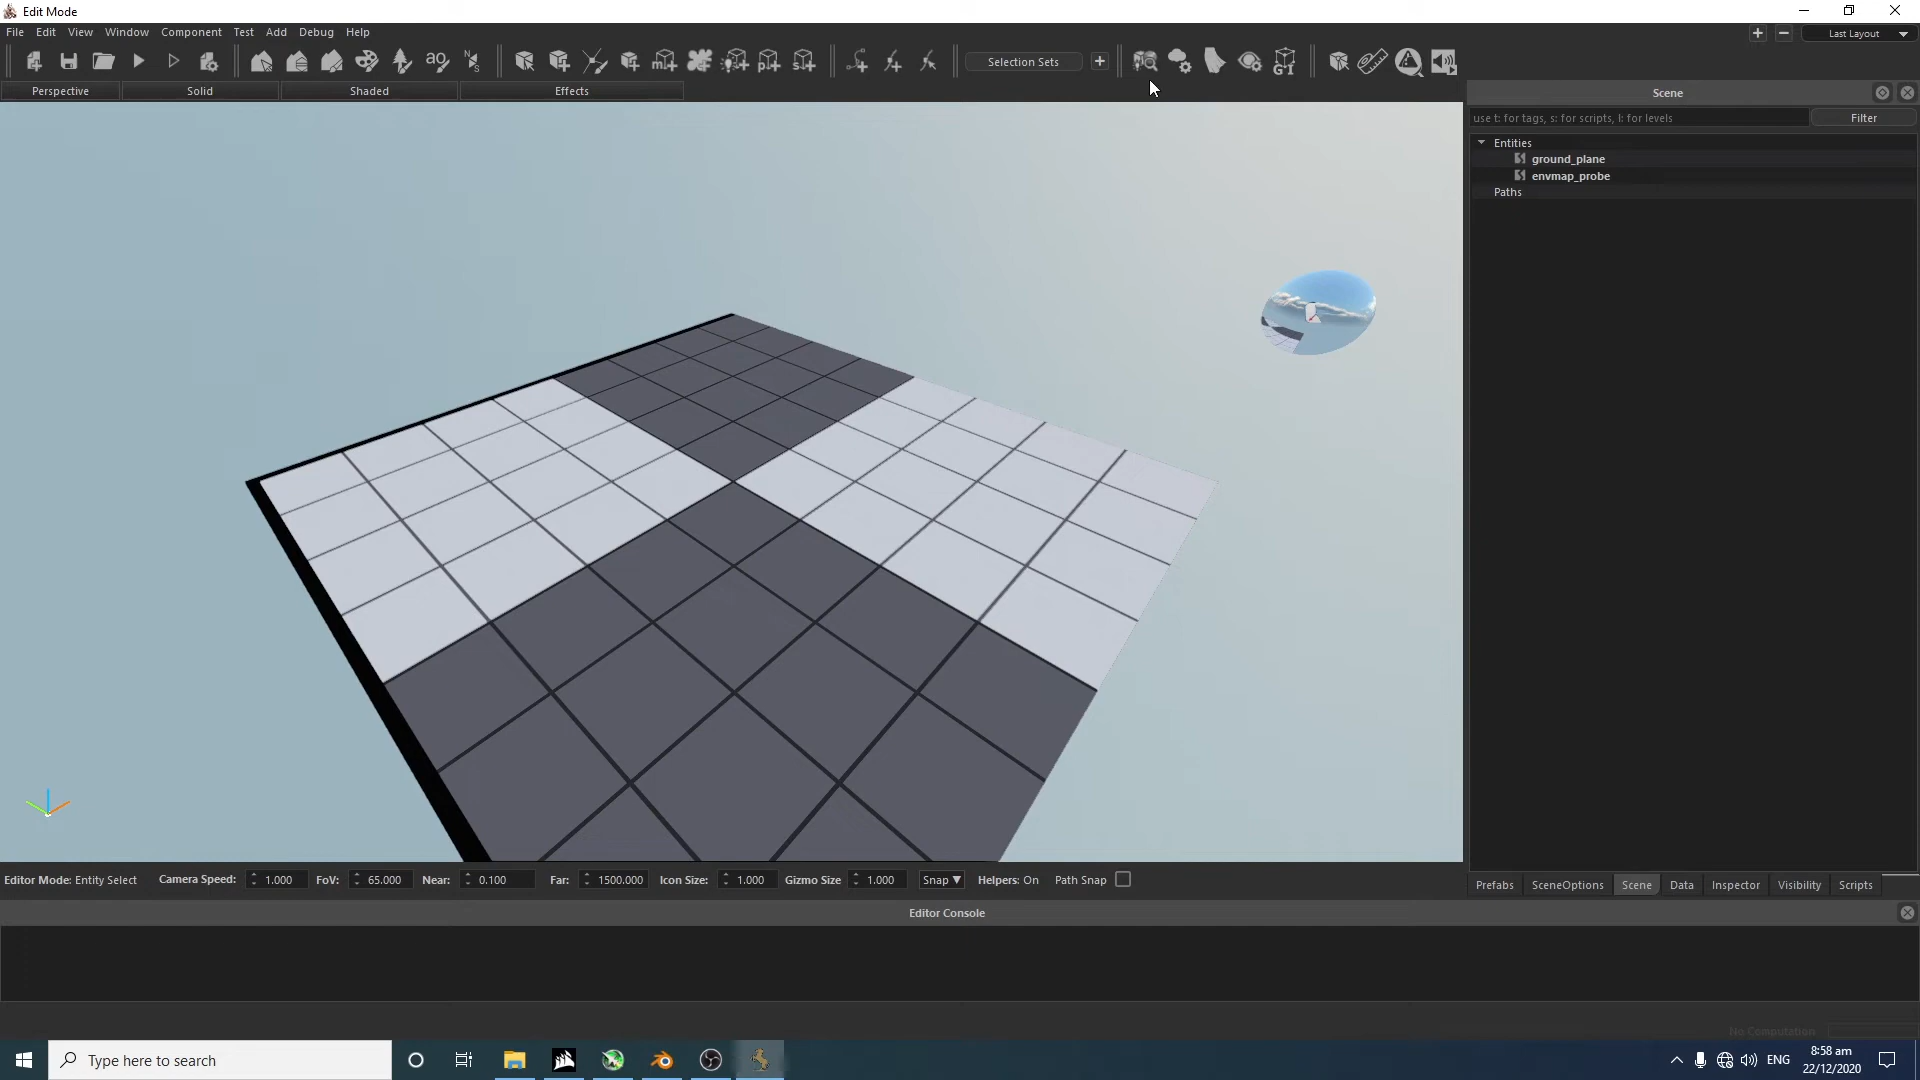 Edit Mode
File Edit View Window Component Test Add Debug Help
Last Layout
ao
N S
m
p
s
Selection Sets
GI
Perspective Solid Shaded Effects
Scene
use t: for tags, s: for scripts, l: for levels
Filter
Entities
ground_plane
envmap_probe
Paths
Editor Mode: Entity Select Camera Speed: 1.000 FoV: 65.000 Near: 0.100 Far: 1500.000 Icon Size: 1.000 Gizmo Size 1.000 Snap Helpers: On Path Snap
Prefabs SceneOptions Scene Data Inspector Visibility Scripts
Editor Console
No Computation
Type here to search
ENG
8:58 am
22/12/2020